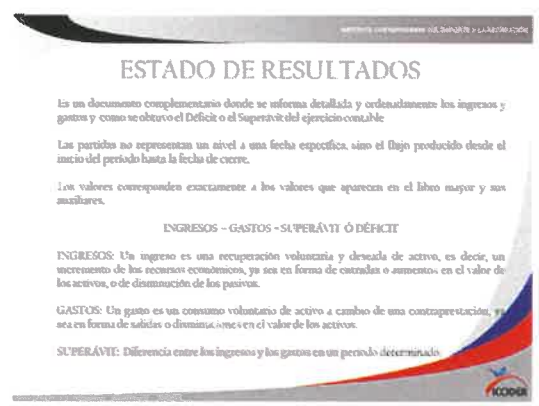 ESTADO DE RESULTADOS
Es un documento complementario donde se informa detallada y ordenadamente los ingresos y
gastos y como se obtuvo el Déficit o el Superávit del ejercicio contable
Las partidas no representan un nivel a una fecha específica, sino el flujo producido desde el
inicio del período hasta la fecha de cierre.
Los valores corresponden exactamente a los valores que aparecen en el libro mayor y sus
auxiliares.
INGRESOS – GASTOS = SUPERÁVIT Ó DÉFICIT
INGRESOS: Un ingreso es una recuperación voluntaria y deseada de activo, es decir, un
incremento de los recursos económicos, ya sea en forma de entradas o aumentos en el valor de
los activos, o de disminución de los pasivos.
GASTOS: Un gasto es un consumo voluntario de activo a cambio de una contraprestación, ya
sea en forma de salidas o disminuciones en el valor de los activos.
SUPERÁVIT: Diferencia entre los ingresos y los gastos en un periodo determinado
ICODER